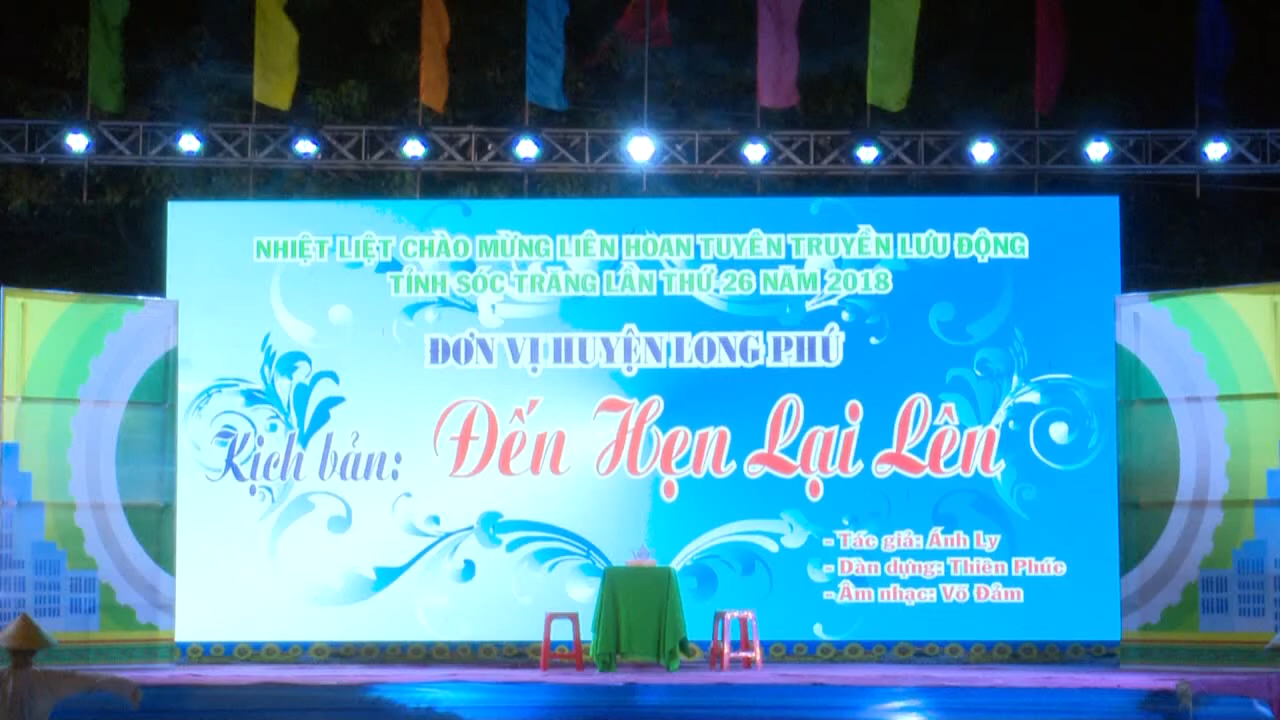 NHIỆT LIỆT CHÀO MỪNG LIÊN HOAN TUYÊN TRUYỀN LƯU ĐỘNG
TỈNH SÓC TRĂNG LẦN THỨ 26 NĂM 2018
ĐƠN VỊ HUYỆN LONG PHÚ
Kịch bản: Đến Hẹn Lại Lên
- Tác giả: Ánh Ly
- Dàn dựng: Thiên Phúc
- Âm nhạc: Võ Đảm